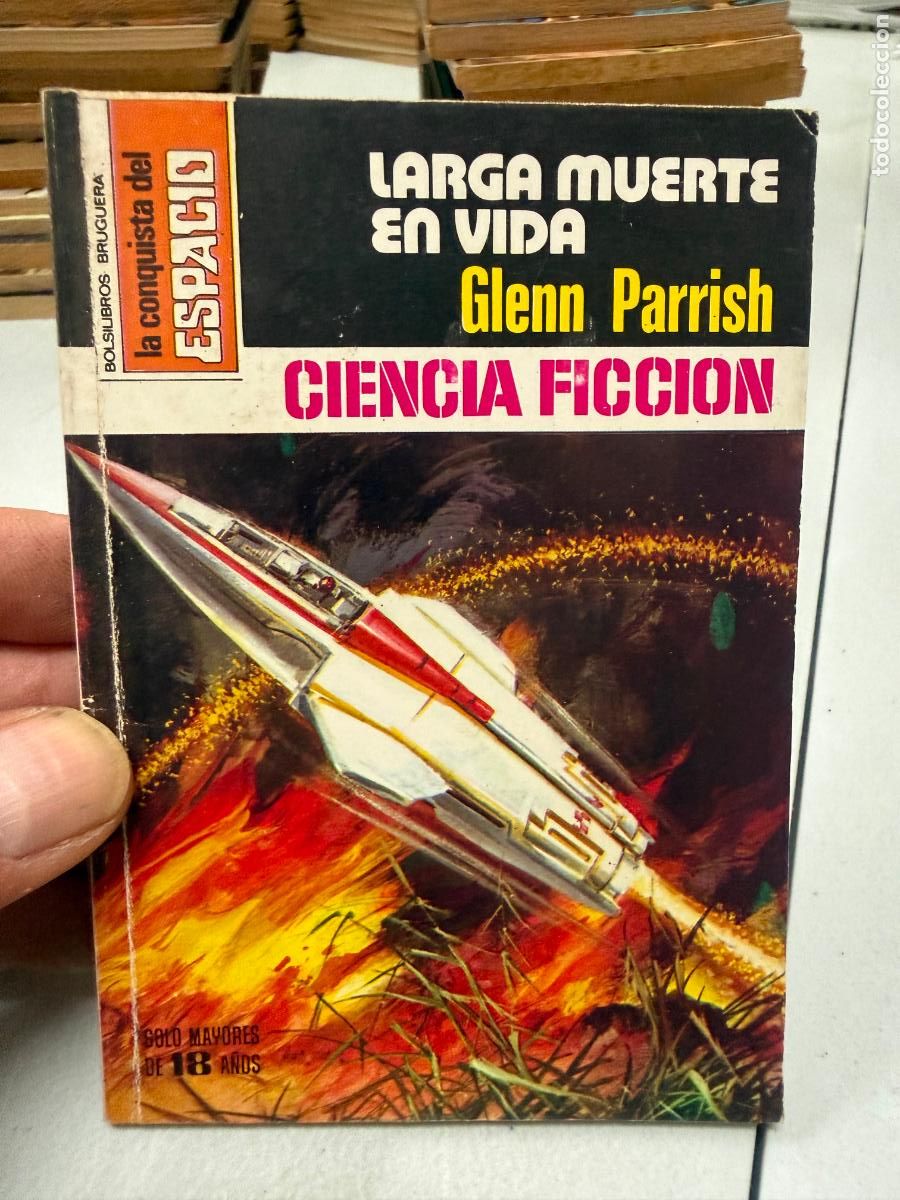 BOLSILIBROS BRUGUERA
la conquista del
ESPACIO
LARGA MUERTE
EN VIDA
Glenn Parrish
CIENCIA FICCION
SOLO MAYORES
DE 18 AÑOS
todocoleccion